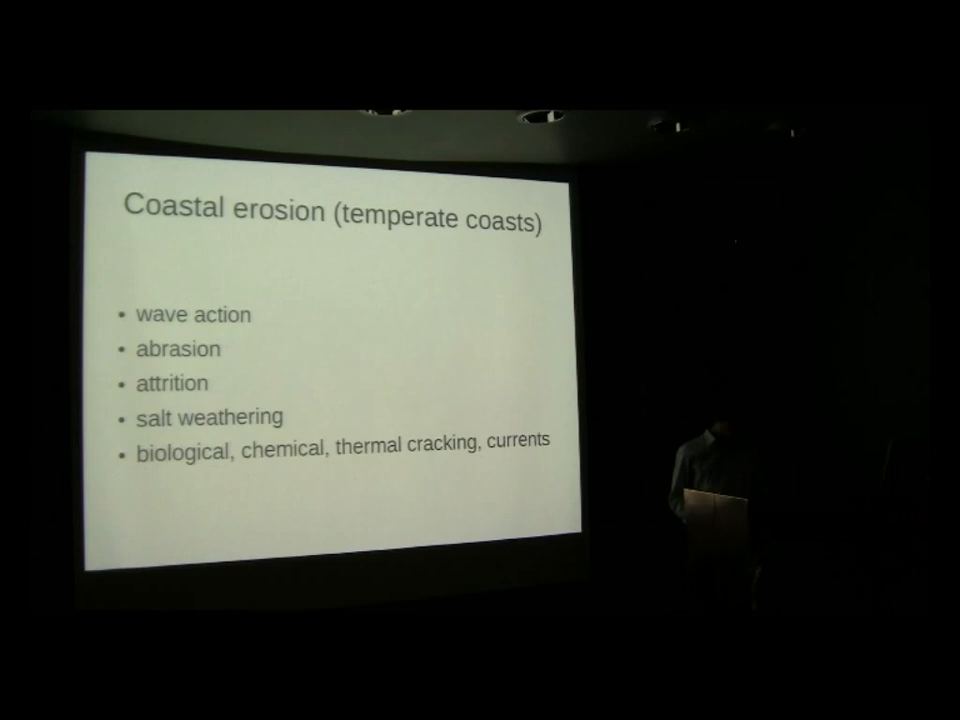 Coastal erosion (temperate coasts)
• wave action
• abrasion
• attrition
• salt weathering
• biological, chemical, thermal cracking, currents